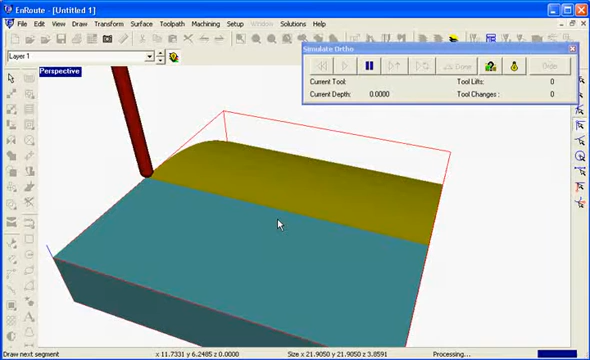 EnRoute - [Untitled 1]
File Edit View Draw Transform Surface Toolpath Machining Setup Window Solutions Help
Layer 1
Simulate Ortho
Done
Current Tool: Tool Lifts: 0
Current Depth: 0.0000 Tool Changes : 0
Perspective
Draw next segment x 11.7331 y 6.2485 z 0.0000 Size x 21.9050 y 21.9050 z 3.8591 Processing...